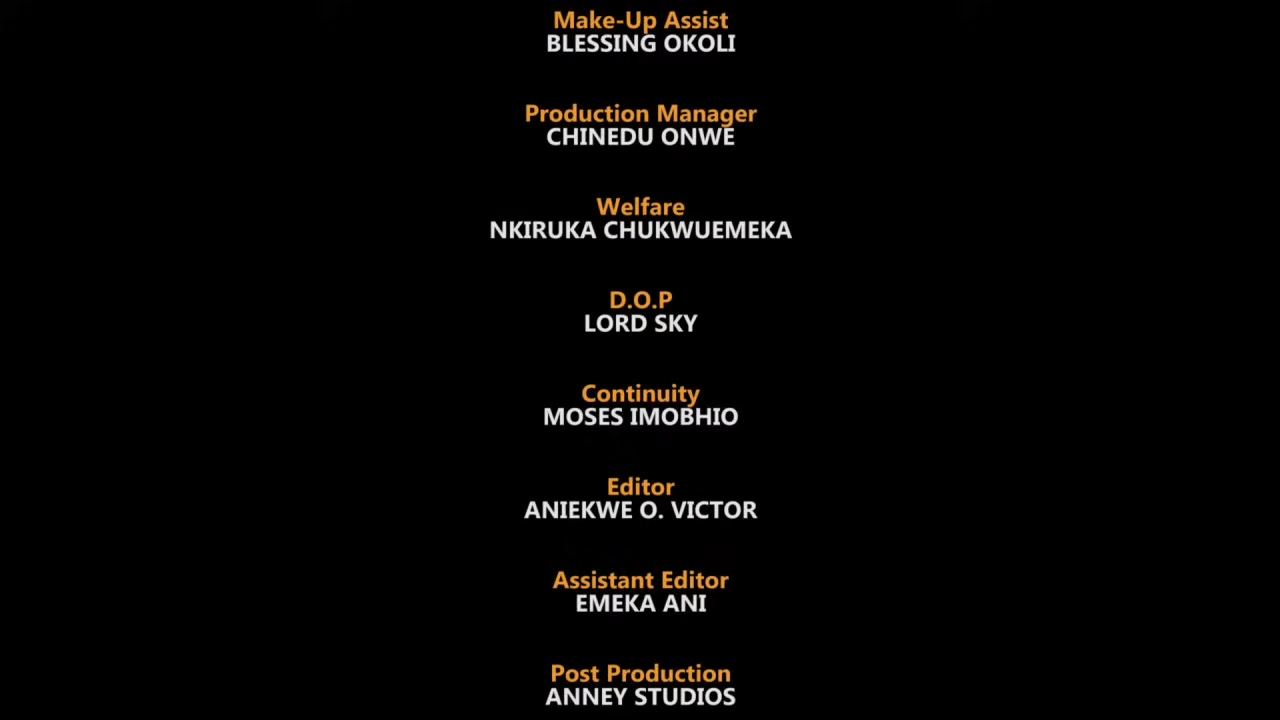 Make-Up Assist
BLESSING OKOLI
Production Manager
CHINEDU ONWE
Welfare
NKIRUKA CHUKWUEMEKA
D.O.P
LORD SKY
Continuity
MOSES IMOBHIO
Editor
ANIEKWE O. VICTOR
Assistant Editor
EMEKA ANI
Post Production
ANNEY STUDIOS